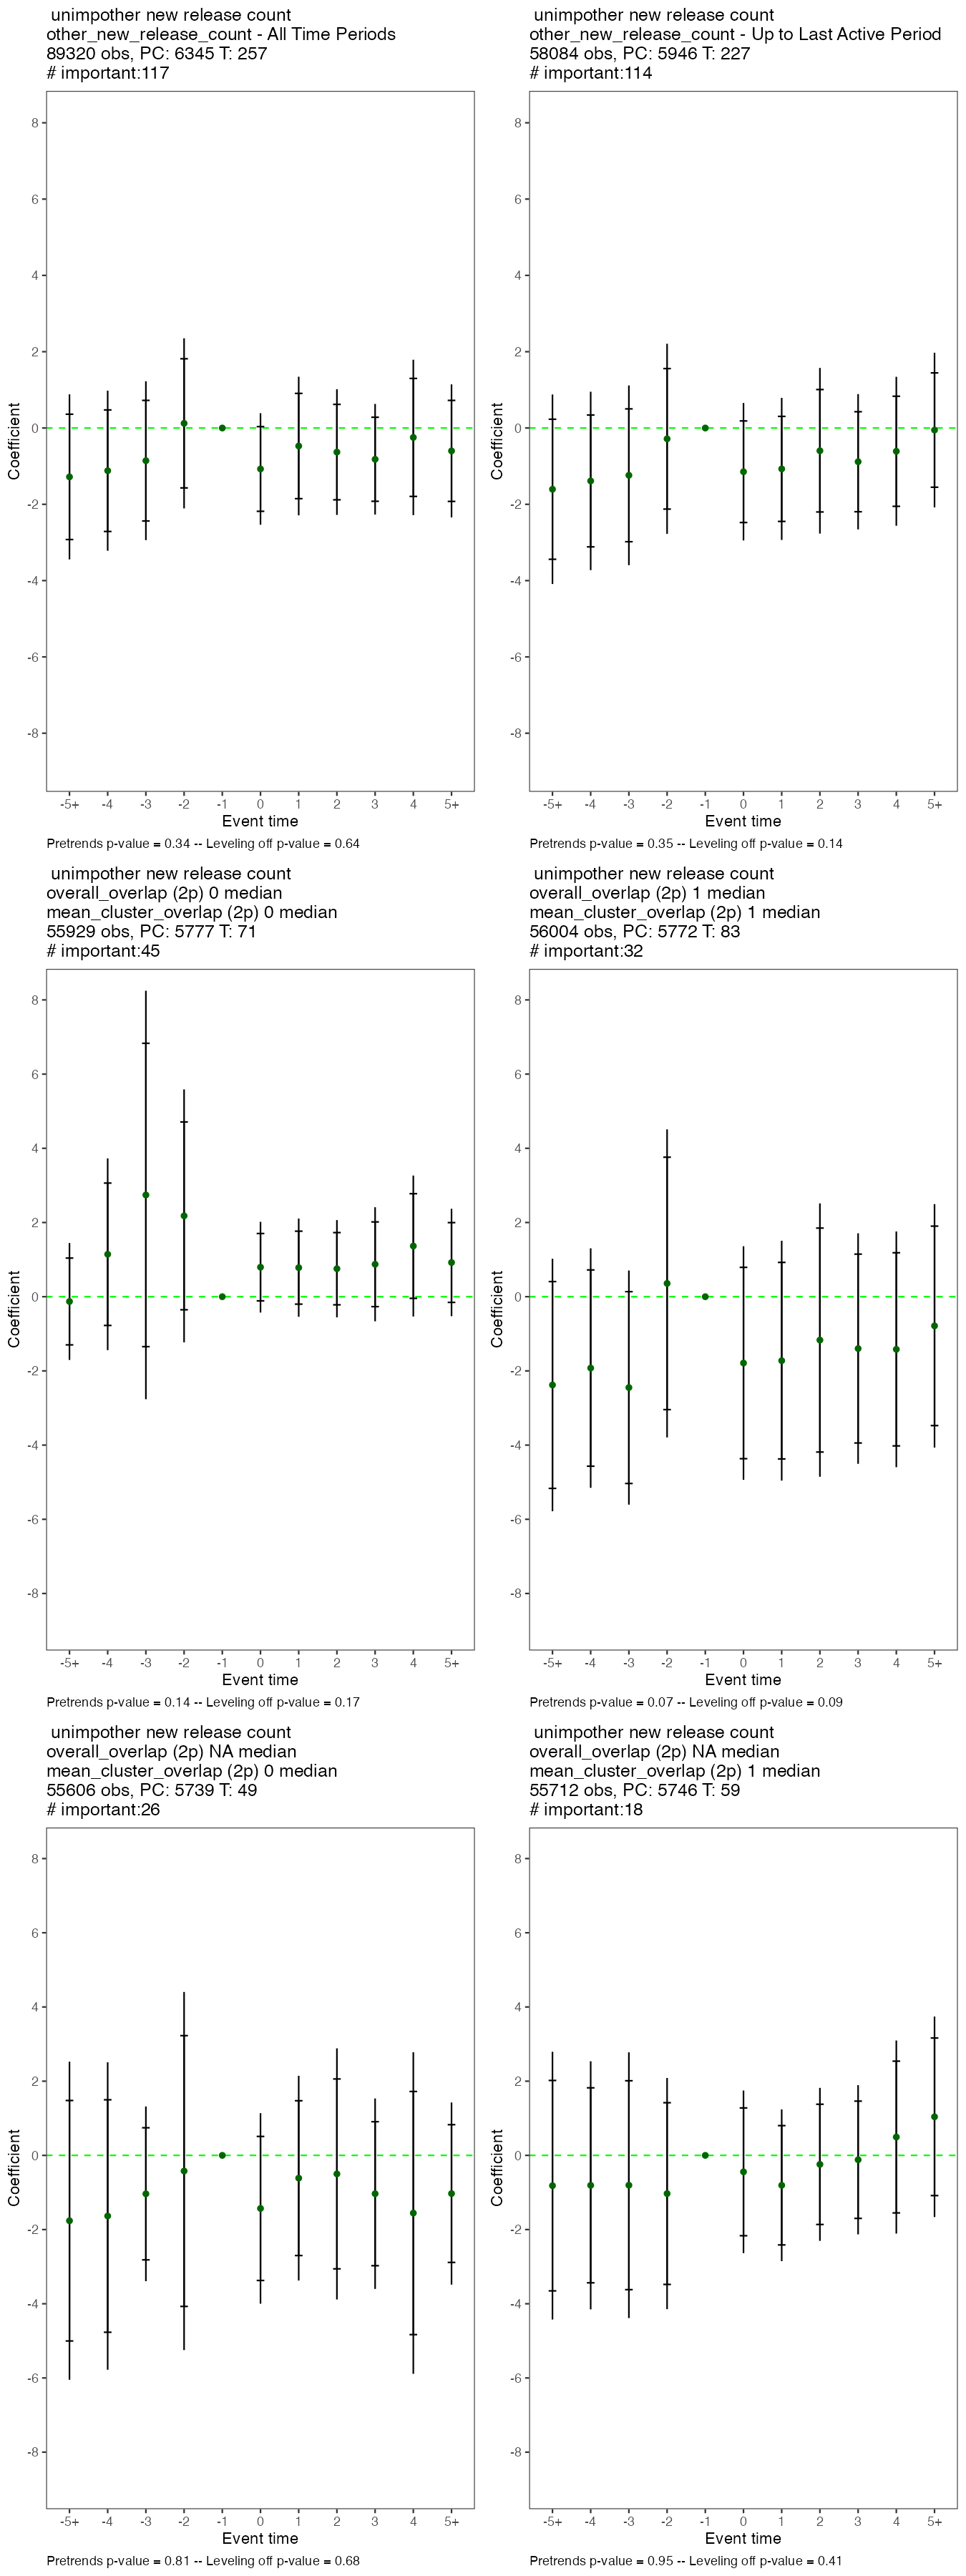 unimpother new release count
other_new_release_count - All Time Periods
89320 obs, PC: 6345 T: 257
# important:117
8
6
4
2
0
-2
-4
-6
-8
Coefficient
-5+ -4 -3 -2 -1 0 1 2 3 4 5+
Event time
Pretrends p-value = 0.34 -- Leveling off p-value = 0.64
unimpother new release count
other_new_release_count - Up to Last Active Period
58084 obs, PC: 5946 T: 227
# important:114
8
6
4
2
0
-2
-4
-6
-8
Coefficient
-5+ -4 -3 -2 -1 0 1 2 3 4 5+
Event time
Pretrends p-value = 0.35 -- Leveling off p-value = 0.14
unimpother new release count
overall_overlap (2p) 0 median
mean_cluster_overlap (2p) 0 median
55929 obs, PC: 5777 T: 71
# important:45
8
6
4
2
0
-2
-4
-6
-8
Coefficient
-5+ -4 -3 -2 -1 0 1 2 3 4 5+
Event time
Pretrends p-value = 0.14 -- Leveling off p-value = 0.17
unimpother new release count
overall_overlap (2p) 1 median
mean_cluster_overlap (2p) 1 median
56004 obs, PC: 5772 T: 83
# important:32
8
6
4
2
0
-2
-4
-6
-8
Coefficient
-5+ -4 -3 -2 -1 0 1 2 3 4 5+
Event time
Pretrends p-value = 0.07 -- Leveling off p-value = 0.09
unimpother new release count
overall_overlap (2p) NA median
mean_cluster_overlap (2p) 0 median
55606 obs, PC: 5739 T: 49
# important:26
8
6
4
2
0
-2
-4
-6
-8
Coefficient
-5+ -4 -3 -2 -1 0 1 2 3 4 5+
Event time
Pretrends p-value = 0.81 -- Leveling off p-value = 0.68
unimpother new release count
overall_overlap (2p) NA median
mean_cluster_overlap (2p) 1 median
55712 obs, PC: 5746 T: 59
# important:18
8
6
4
2
0
-2
-4
-6
-8
Coefficient
-5+ -4 -3 -2 -1 0 1 2 3 4 5+
Event time
Pretrends p-value = 0.95 -- Leveling off p-value = 0.41